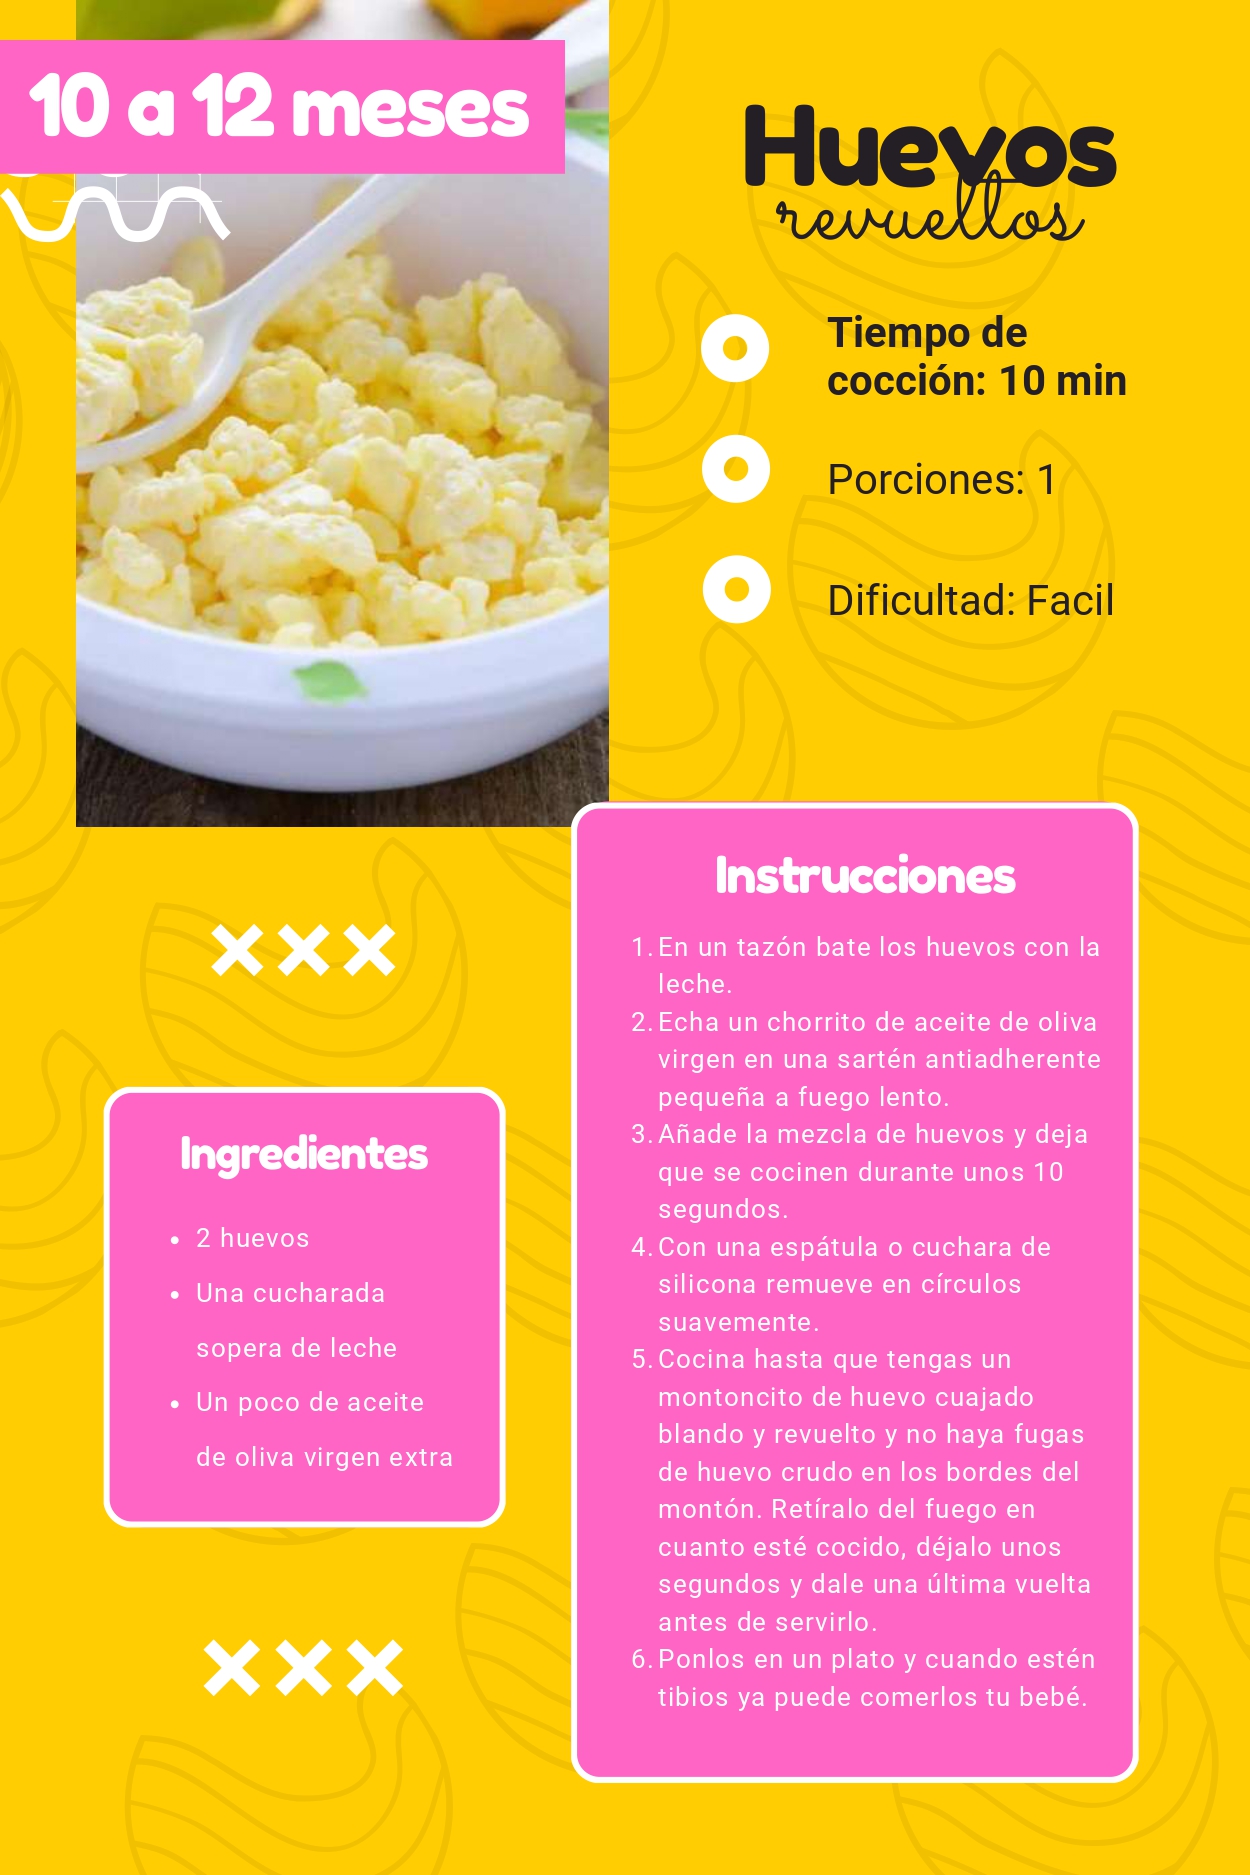 10 a 12 meses
Huevos
revueltos
Tiempo de
cocción: 10 min
Porciones: 1
Dificultad: Facil
Ingredientes
• 2 huevos
• Una cucharada
sopera de leche
• Un poco de aceite
de oliva virgen extra
Instrucciones
1. En un tazón bate los huevos con la
leche.
2. Echa un chorrito de aceite de oliva
virgen en una sartén antiadherente
pequeña a fuego lento.
3. Añade la mezcla de huevos y deja
que se cocinen durante unos 10
segundos.
4. Con una espátula o cuchara de
silicona remueve en círculos
suavemente.
5. Cocina hasta que tengas un
montoncito de huevo cuajado
blando y revuelto y no haya fugas
de huevo crudo en los bordes del
montón. Retíralo del fuego en
cuanto esté cocido, déjalo unos
segundos y dale una última vuelta
antes de servirlo.
6. Ponlos en un plato y cuando estén
tibios ya puede comerlos tu bebé.